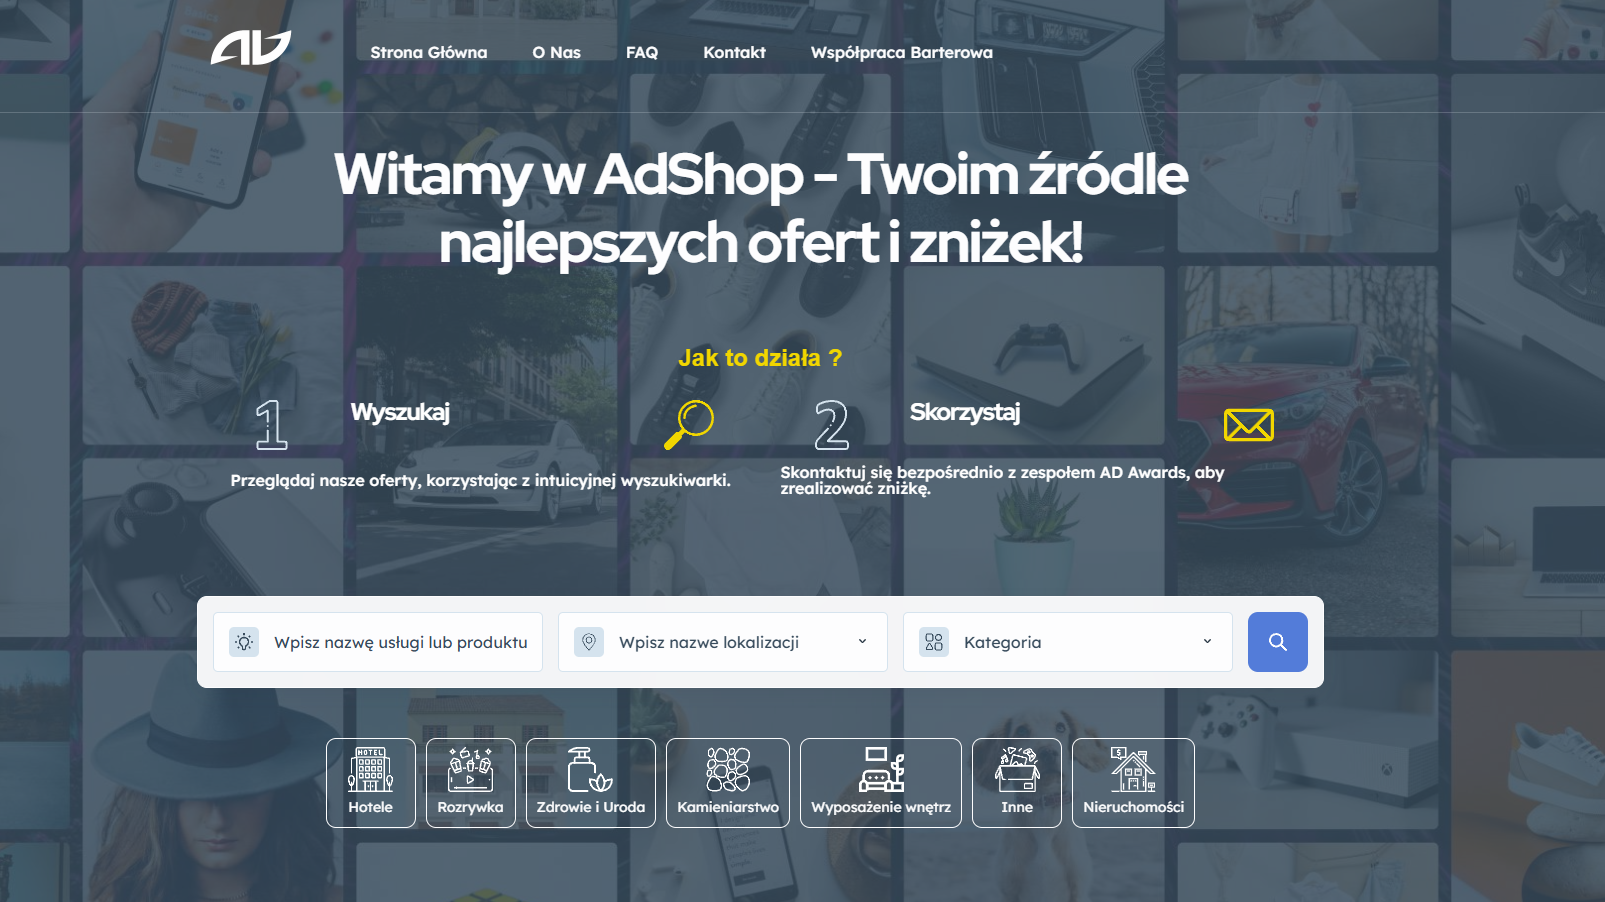 Strona Główna
O Nas
FAQ
Kontakt
Współpraca Barterowa
Witamy w AdShop - Twoim źródle
najlepszych ofert i zniżek!
Jak to działa ?
1
Wyszukaj
Przeglądaj nasze oferty, korzystając z intuicyjnej wyszukiwarki.
2
Skorzystaj
Skontaktuj się bezpośrednio z zespołem AD Awards, aby
zrealizować zniżkę.
Wpisz nazwę usługi lub produktu
Wpisz nazwe lokalizacji
Kategoria
HOTEL
Hotele
Rozrywka
Zdrowie i Uroda
Kamieniarstwo
Wyposażenie wnętrz
Inne
$
Nieruchomości